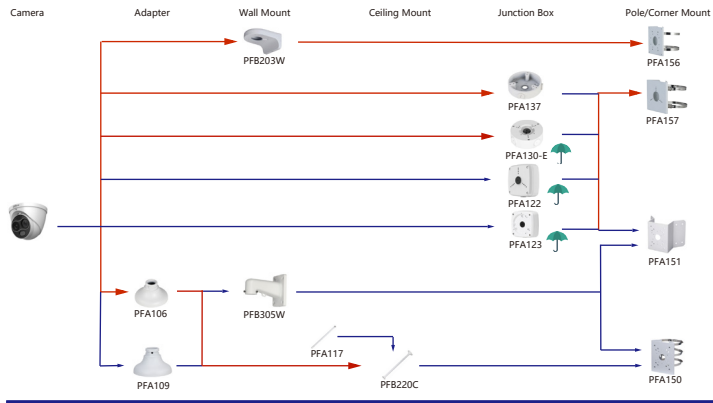 Camera Adapter Wall Mount Ceiling Mount Junction Box Pole/Corner Mount
PFB203W
PFA156
PFA137
PFA157
PFA130-E
PFA122
PFA123
PFA151
PFA106
PFB305W
PFA117
PFA109
PFB220C
PFA150